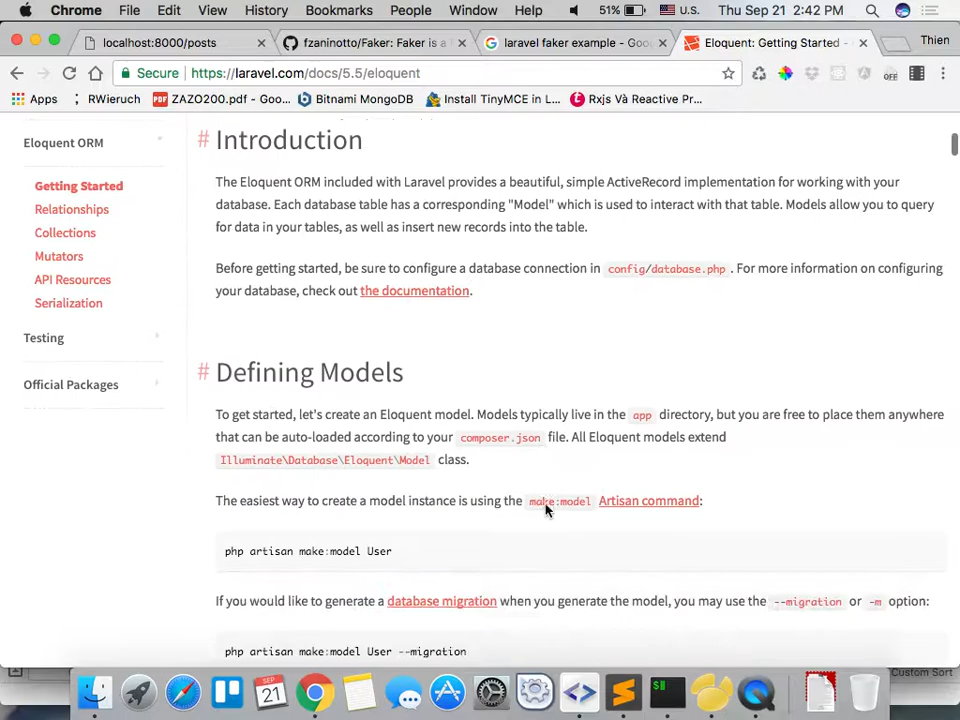 Chrome File Edit View History Bookmarks People Window Help 51% U.S. Thu Sep 21 2:42 PM
localhost:8000/posts
fzaninotto/Faker: Faker is a
laravel faker example - Goo
Eloquent: Getting Started -
Thien
Secure https://laravel.com/docs/5.5/eloquent
OFF
Apps RWieruch ZAZO200.pdf - Goo... Bitnami MongoDB Install TinyMCE in L... Rxjs Và Reactive Pr...
Eloquent ORM
Getting Started
Relationships
Collections
Mutators
API Resources
Serialization
Testing
Official Packages
# Introduction
The Eloquent ORM included with Laravel provides a beautiful, simple ActiveRecord implementation for working with your
database. Each database table has a corresponding "Model" which is used to interact with that table. Models allow you to query
for data in your tables, as well as insert new records into the table.
Before getting started, be sure to configure a database connection in config/database.php. For more information on configuring
your database, check out the documentation.
# Defining Models
To get started, let's create an Eloquent model. Models typically live in the app directory, but you are free to place them anywhere
that can be auto-loaded according to your composer.json file. All Eloquent models extend
Illuminate\Database\Eloquent\Model class.
The easiest way to create a model instance is using the make:model Artisan command:
php artisan make:model User
If you would like to generate a database migration when you generate the model, you may use the --migration or -m option:
php artisan make:model User --migration
Custom Sort
SEP
21